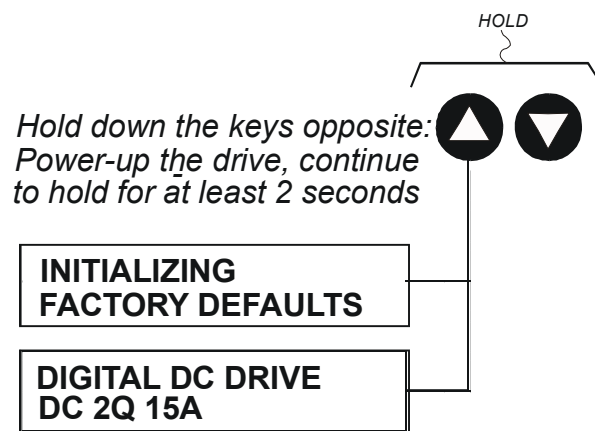 HOLD
Hold down the keys opposite:
Power-up the drive, continue
to hold for at least 2 seconds
INITIALIZING
FACTORY DEFAULTS
DIGITAL DC DRIVE
DC 2Q 15A